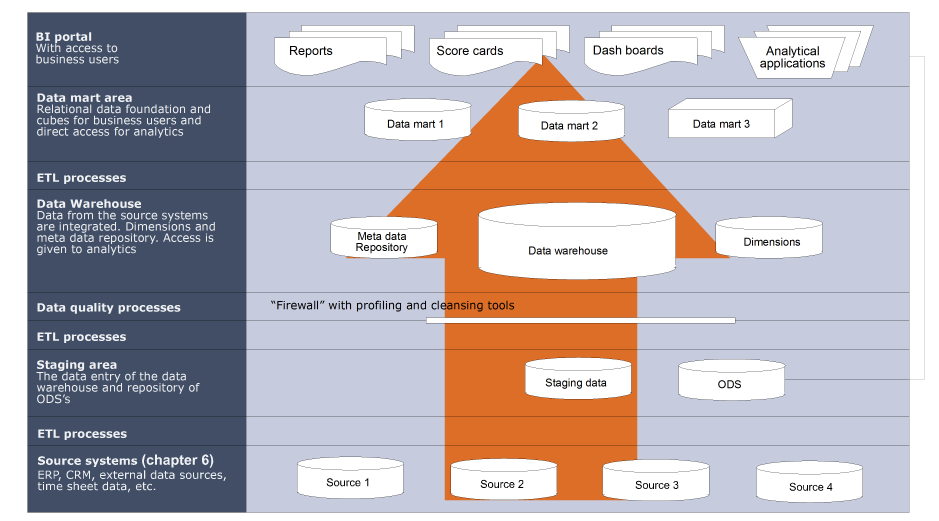 BI portal
With access to
business users
Reports
Score cards
Dash boards
Analytical
applications
Data mart area
Relational data foundation and
cubes for business users and
direct access for analytics
Data mart 1
Data mart 2
Data mart 3
ETL processes
Data Warehouse
Data from the source systems
are integrated. Dimensions and
meta data repository. Access is
given to analytics
Meta data
Repository
Data warehouse
Dimensions
Data quality processes
“Firewall” with profiling and cleansing tools
ETL processes
Staging area
The data entry of the data
warehouse and repository of
ODS’s
Staging data
ODS
ETL processes
Source systems (chapter 6)
ERP, CRM, external data sources,
time sheet data, etc.
Source 1
Source 2
Source 3
Source 4